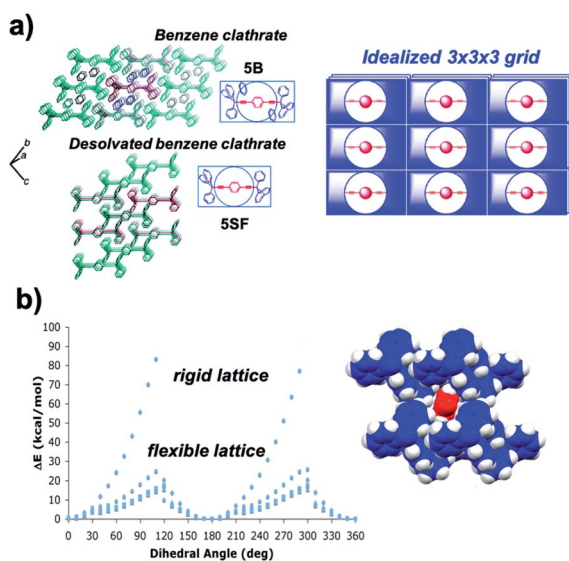 a)
Benzene clathrate
5B
Idealized 3x3x3 grid
Desolvated benzene clathrate
b
a
c
5SF
b)
100
90
80
70
60
50
40
30
20
10
0
ΔE (kcal/mol)
rigid lattice
flexible lattice
0 30 60 90 120 150 180 210 240 270 300 330 360
Dihedral Angle (deg)